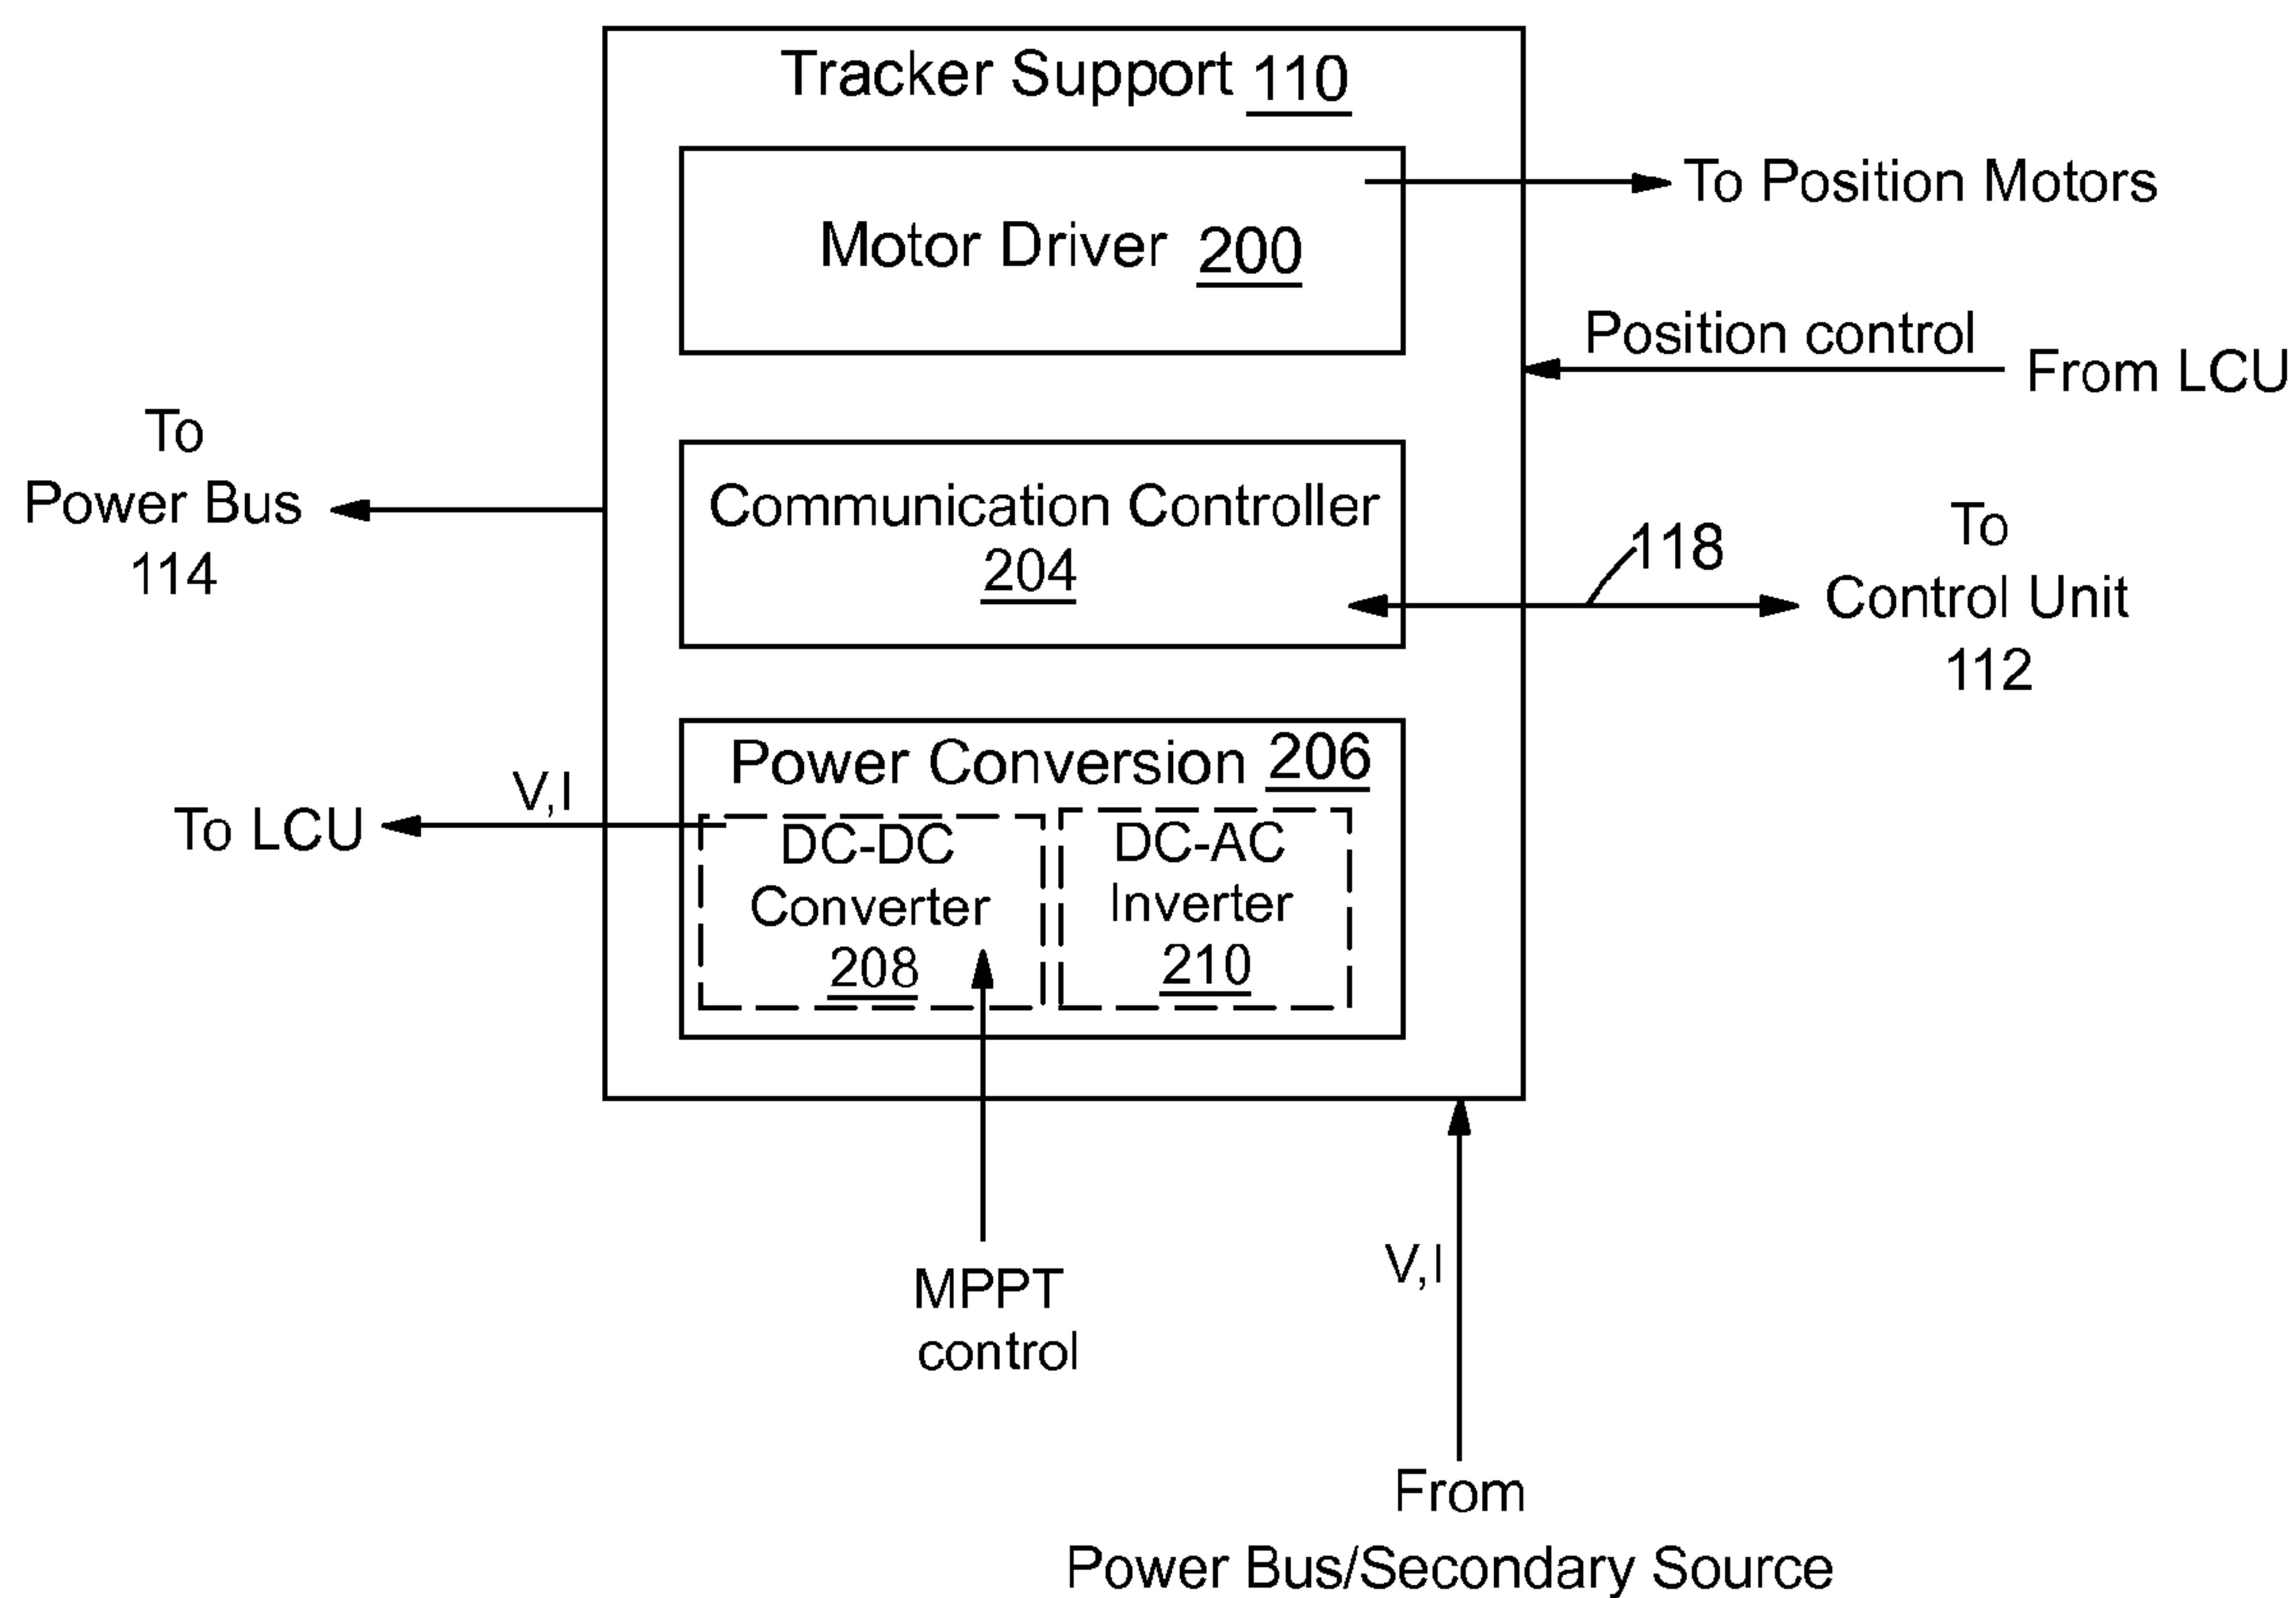 Tracker Support 110
Motor Driver 200
To Position Motors
Position control
From LCU
To
Power Bus
114
Communication Controller
204
118
To
Control Unit
112
Power Conversion 206
V,I
To LCU
DC-DC
Converter
208
DC-AC
Inverter
210
MPPT
control
V,I
From
Power Bus/Secondary Source